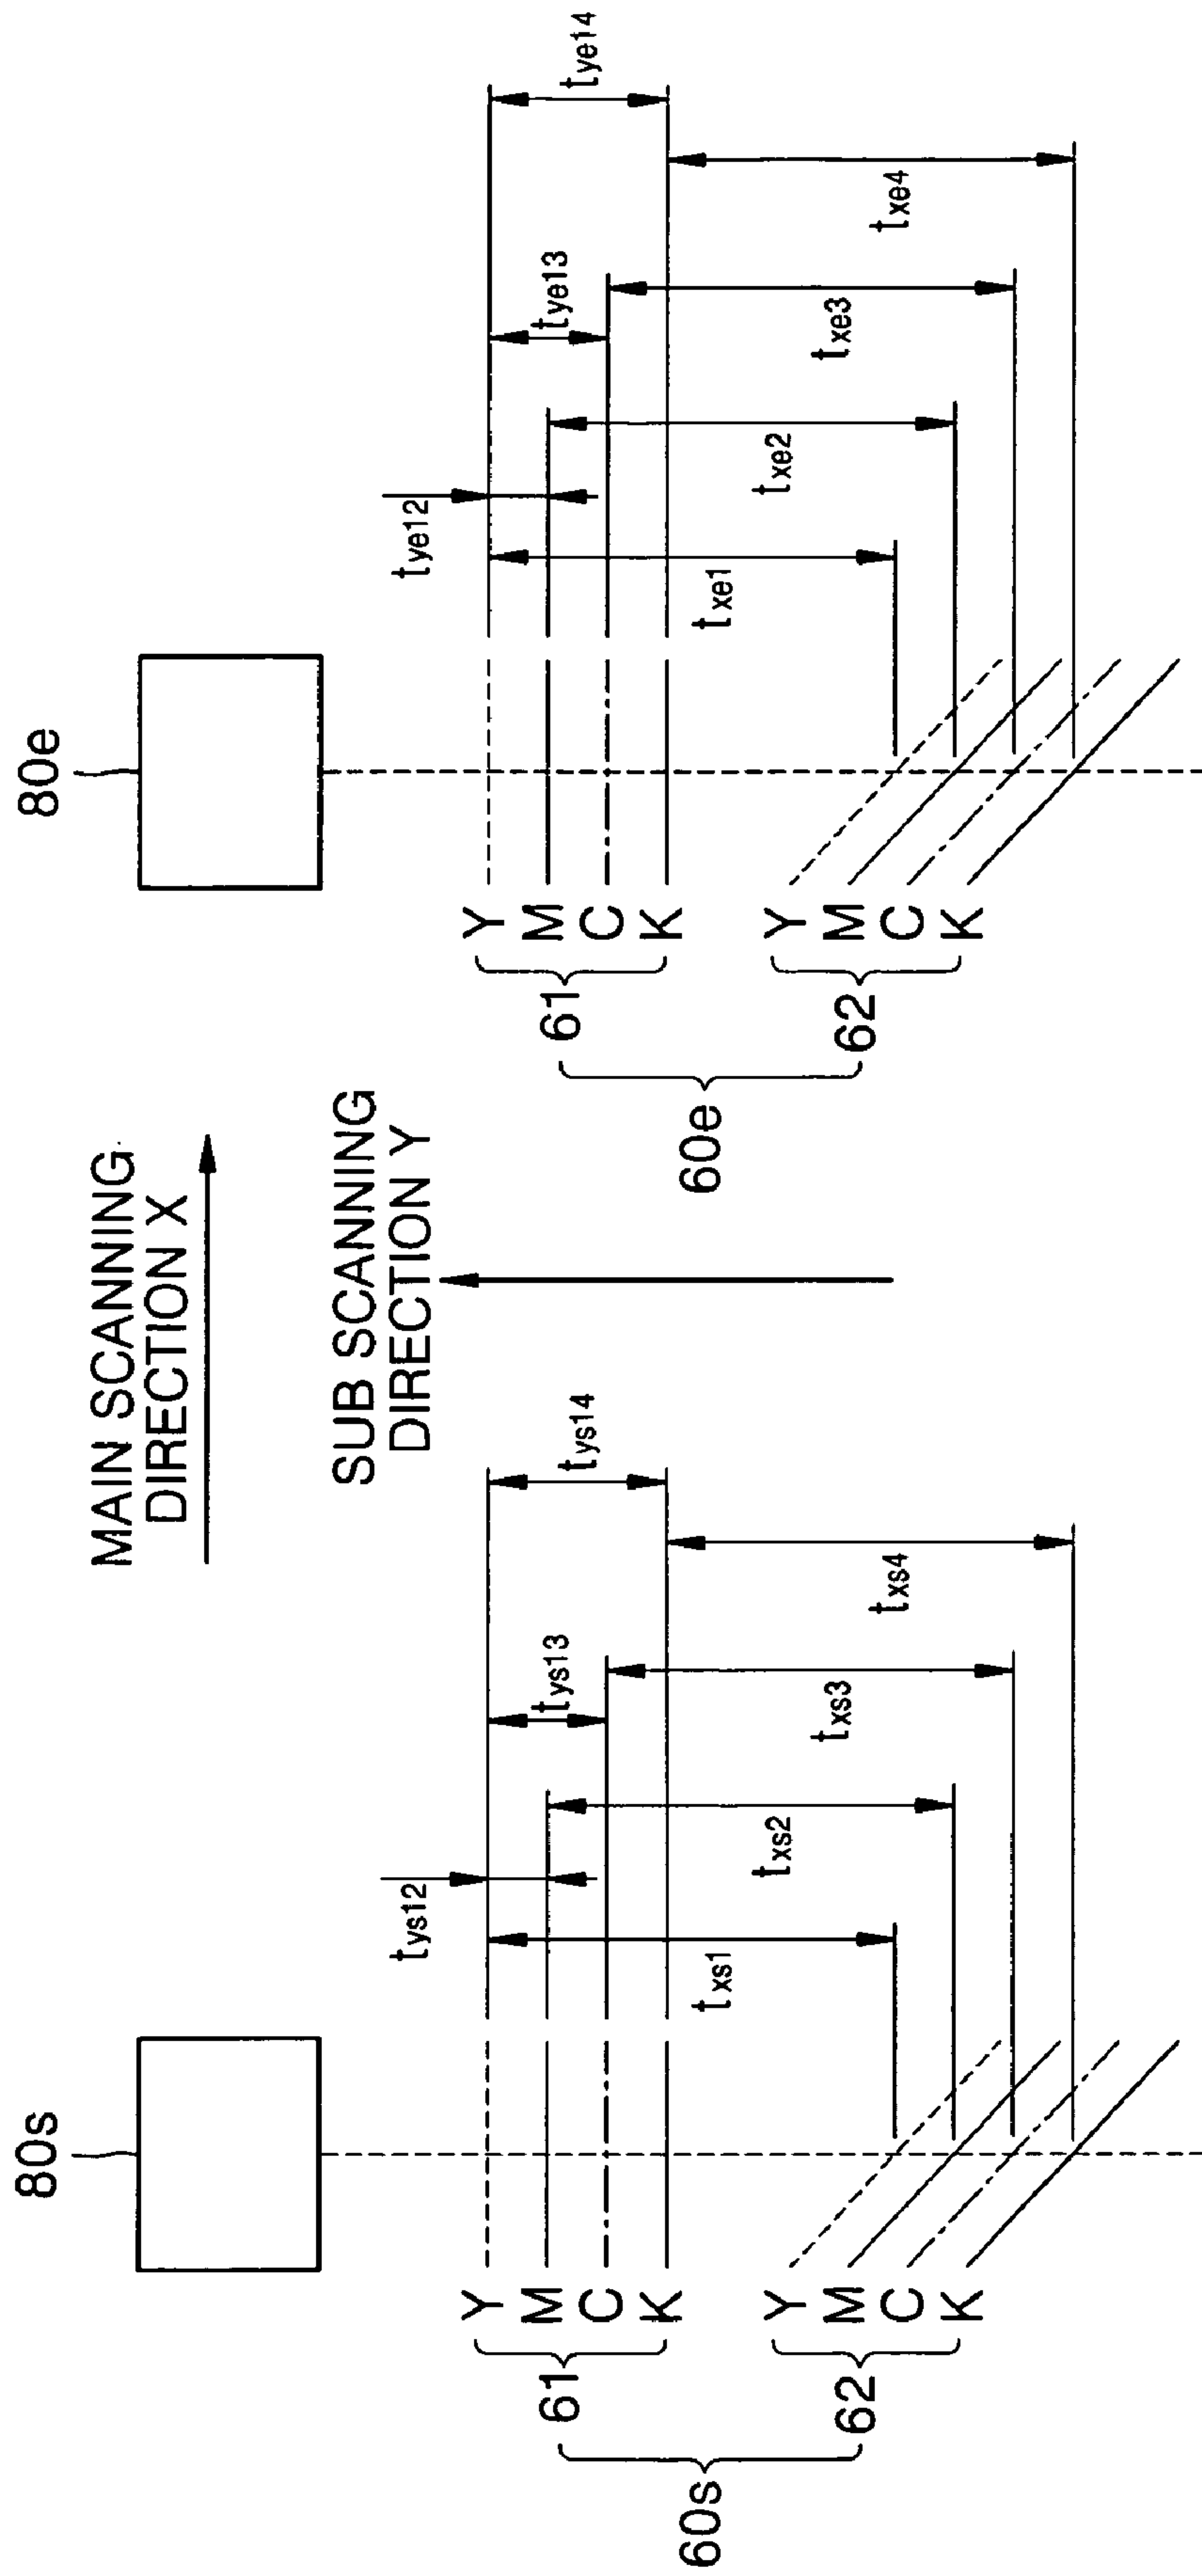 80s
80e
MAIN SCANNING
DIRECTION X
SUB SCANNING
DIRECTION Y
60s
61
Y
M
C
K
62
Y
M
C
K
tys12
tys13
tys14
txs1
txs2
txs3
txs4
60e
61
Y
M
C
K
62
Y
M
C
K
tye12
tye13
tye14
txe1
txe2
txe3
txe4